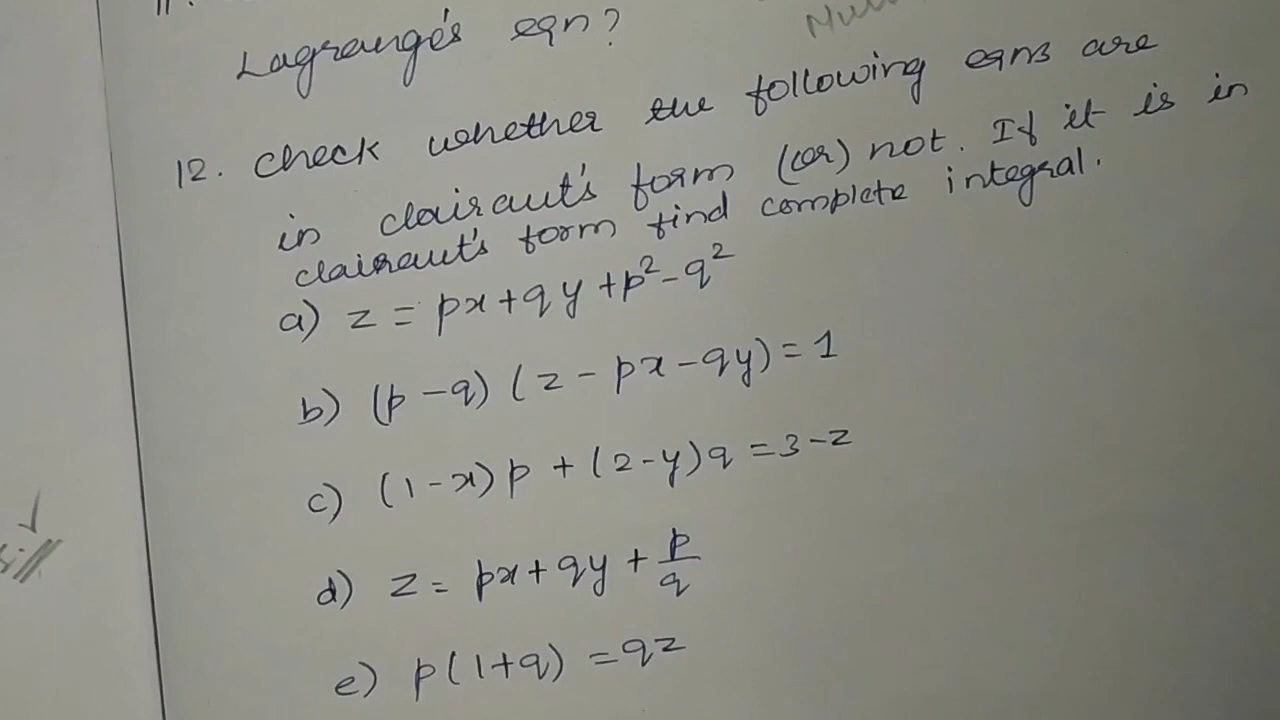 11.
Lagrange's eqn?
12. check whether the following eqns are
in clairaut's form (or) not. If it is in
clairaut's form find complete integral.
a) z = px + qy + p² - q²
b) (p - q) (z - px - qy) = 1
c) (1 - x) p + (2 - y) q = 3 - z
d) z = px + qy + p/q
e) p(1+q) = qz